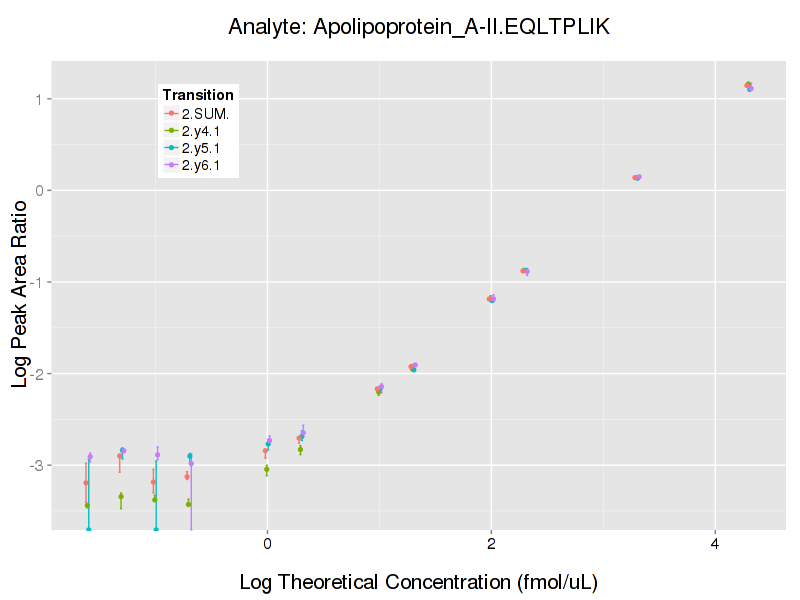 Analyte: Apolipoprotein_A-II.EQLTPLIK
Log Peak Area Ratio
Transition
2.SUM.
2.y4.1
2.y5.1
2.y6.1
1
0
-1
-2
-3
0 2 4
Log Theoretical Concentration (fmol/uL)